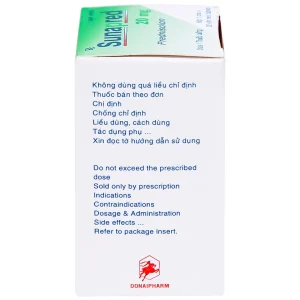 Sunapred
20 mg
Prednisolon
Không dùng quá liều chỉ định
Thuốc bán theo đơn
Chỉ định
Chống chỉ định
Liều dùng, cách dùng
Tác dụng phụ ...
Xin đọc tờ hướng dẫn sử dụng
Do not exceed the prescribed
dose
Sold only by prescription
Indications
Contraindications
Dosage & Administration
Side effects ...
Refer to package insert.
DONAIPHARM